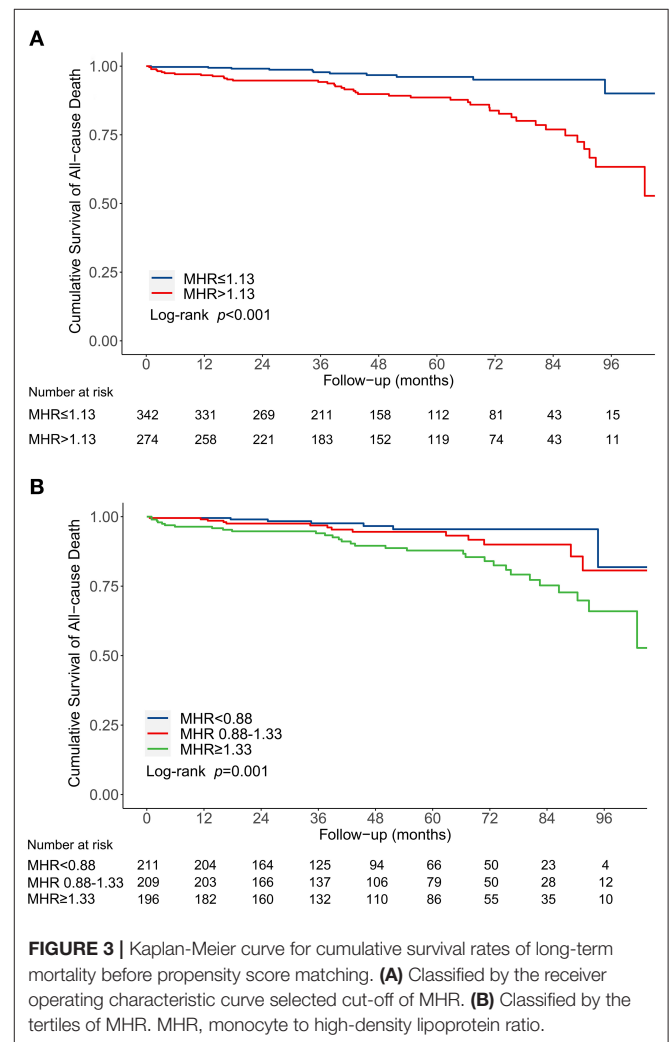 A
Cumulative Survival of All−cause Death
1.00
0.75
0.50
0.25
0.00
MHR≤1.13
MHR>1.13
Log-rank p<0.001
0 12 24 36 48 60 72 84 96
Follow−up (months)
Number at risk
MHR≤1.13 342 331 269 211 158 112 81 43 15
MHR>1.13 274 258 221 183 152 119 74 43 11
B
Cumulative Survival of All−cause Death
1.00
0.75
0.50
0.25
0.00
MHR<0.88
MHR 0.88-1.33
MHR≥1.33
Log-rank p=0.001
0 12 24 36 48 60 72 84 96
Follow−up (months)
Number at risk
MHR<0.88 211 204 164 125 94 66 50 23 4
MHR 0.88-1.33 209 203 166 137 106 79 50 28 12
MHR≥1.33 196 182 160 132 110 86 55 35 10
FIGURE 3 | Kaplan-Meier curve for cumulative survival rates of long-term
mortality before propensity score matching. (A) Classified by the receiver
operating characteristic curve selected cut-off of MHR. (B) Classified by the
tertiles of MHR. MHR, monocyte to high-density lipoprotein ratio.